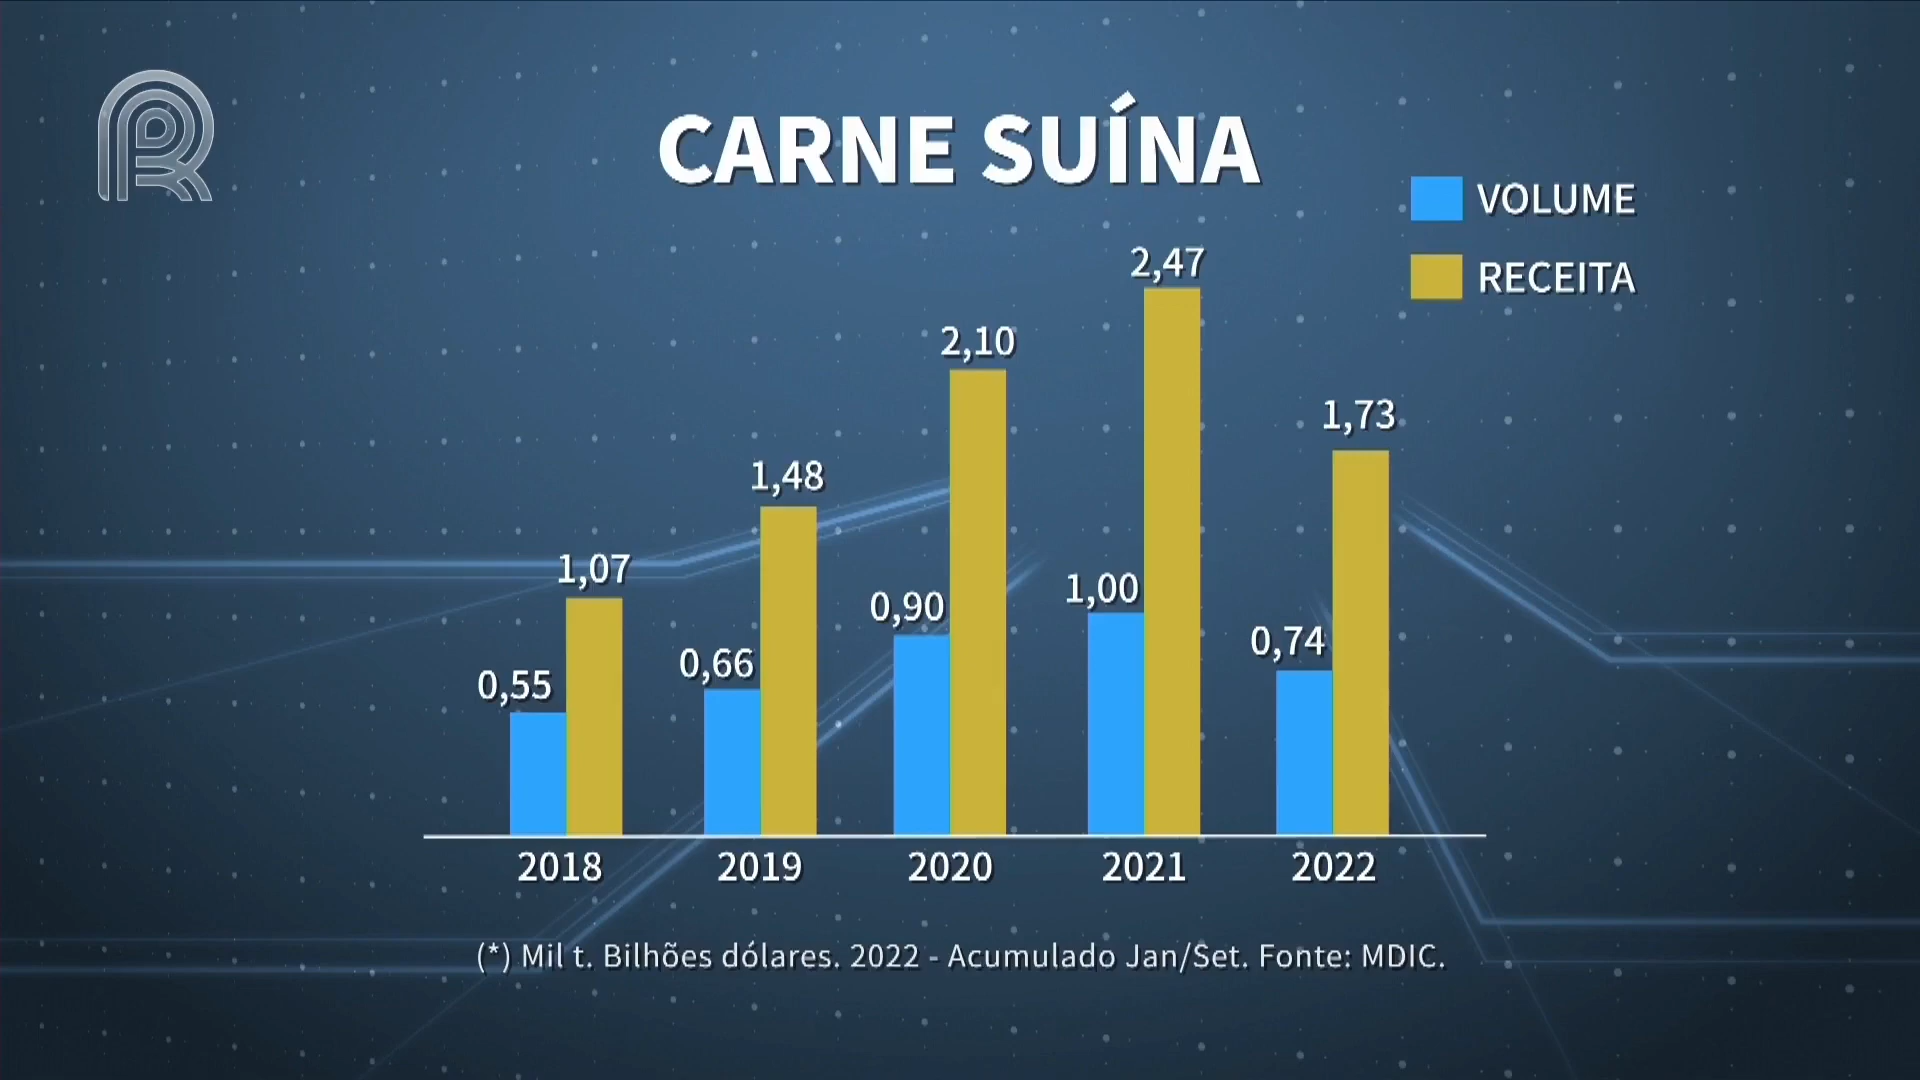 CARNE SUÍNA
VOLUME
RECEITA
2,47
2,10
1,73
1,48
1,07
1,00
0,90
0,74
0,66
0,55
2018 2019 2020 2021 2022
(*) Mil t. Bilhões dólares. 2022 - Acumulado Jan/Set. Fonte: MDIC.